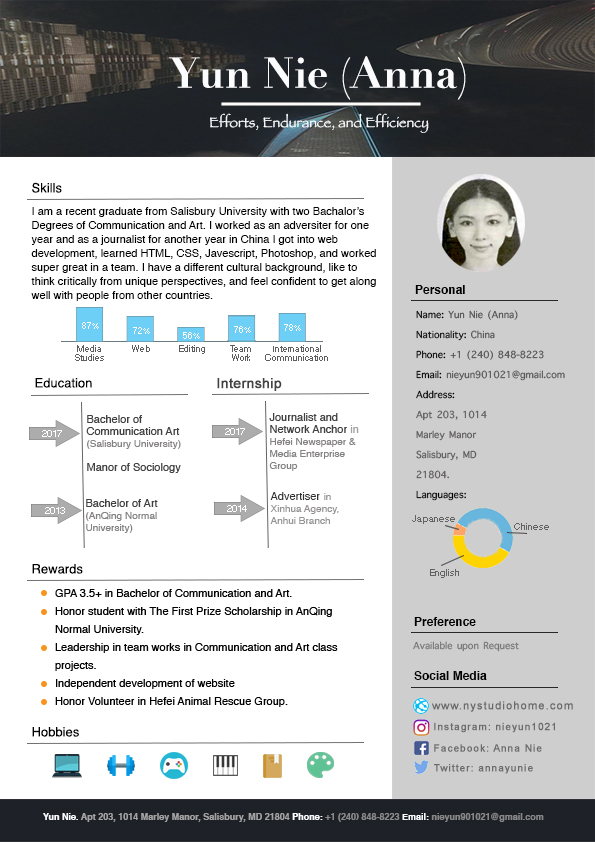 Yun Nie (Anna)
Efforts, Endurance, and Efficiency
Skills
I am a recent graduate from Salisbury University with two Bachalor's
Degrees of Communication and Art. I worked as an adversiter for one
year and as a journalist for another year in China I got into web
development, learned HTML, CSS, Javescript, Photoshop, and worked
super great in a team. I have a different cultural background, like to
think critically from unique perspectives, and feel confident to get along
well with people from other countries.
87%
72%
56%
76%
78%
Media
Studies
Web
Editing
Team
Work
International
Communication
Education
2017
Bachelor of
Communication Art
(Salisbury University)
Manor of Sociology
2013
Bachelor of Art
(AnQing Normal
University)
Internship
2017
Journalist and
Network Anchor in
Hefei Newspaper &
Media Enterprise
Group
2014
Advertiser in
Xinhua Agency,
Anhui Branch
Rewards
GPA 3.5+ in Bachelor of Communication and Art.
Honor student with The First Prize Scholarship in AnQing
Normal University.
Leadership in team works in Communication and Art class
projects.
Independent development of website
Honor Volunteer in Hefei Animal Rescue Group.
Hobbies
Personal
Name: Yun Nie (Anna)
Nationality: China
Phone: +1 (240) 848-8223
Email: nieyun901021@gmail.com
Address:
Apt 203, 1014
Marley Manor
Salisbury, MD
21804.
Languages:
Japanese
Chinese
English
Preference
Available upon Request
Social Media
www.nystudiohome.com
Instagram: nieyun1021
Facebook: Anna Nie
Twitter: annayunie
Yun Nie. Apt 203, 1014 Marley Manor, Salisbury, MD 21804 Phone: +1 (240) 848-8223 Email: nieyun901021@gmail.com